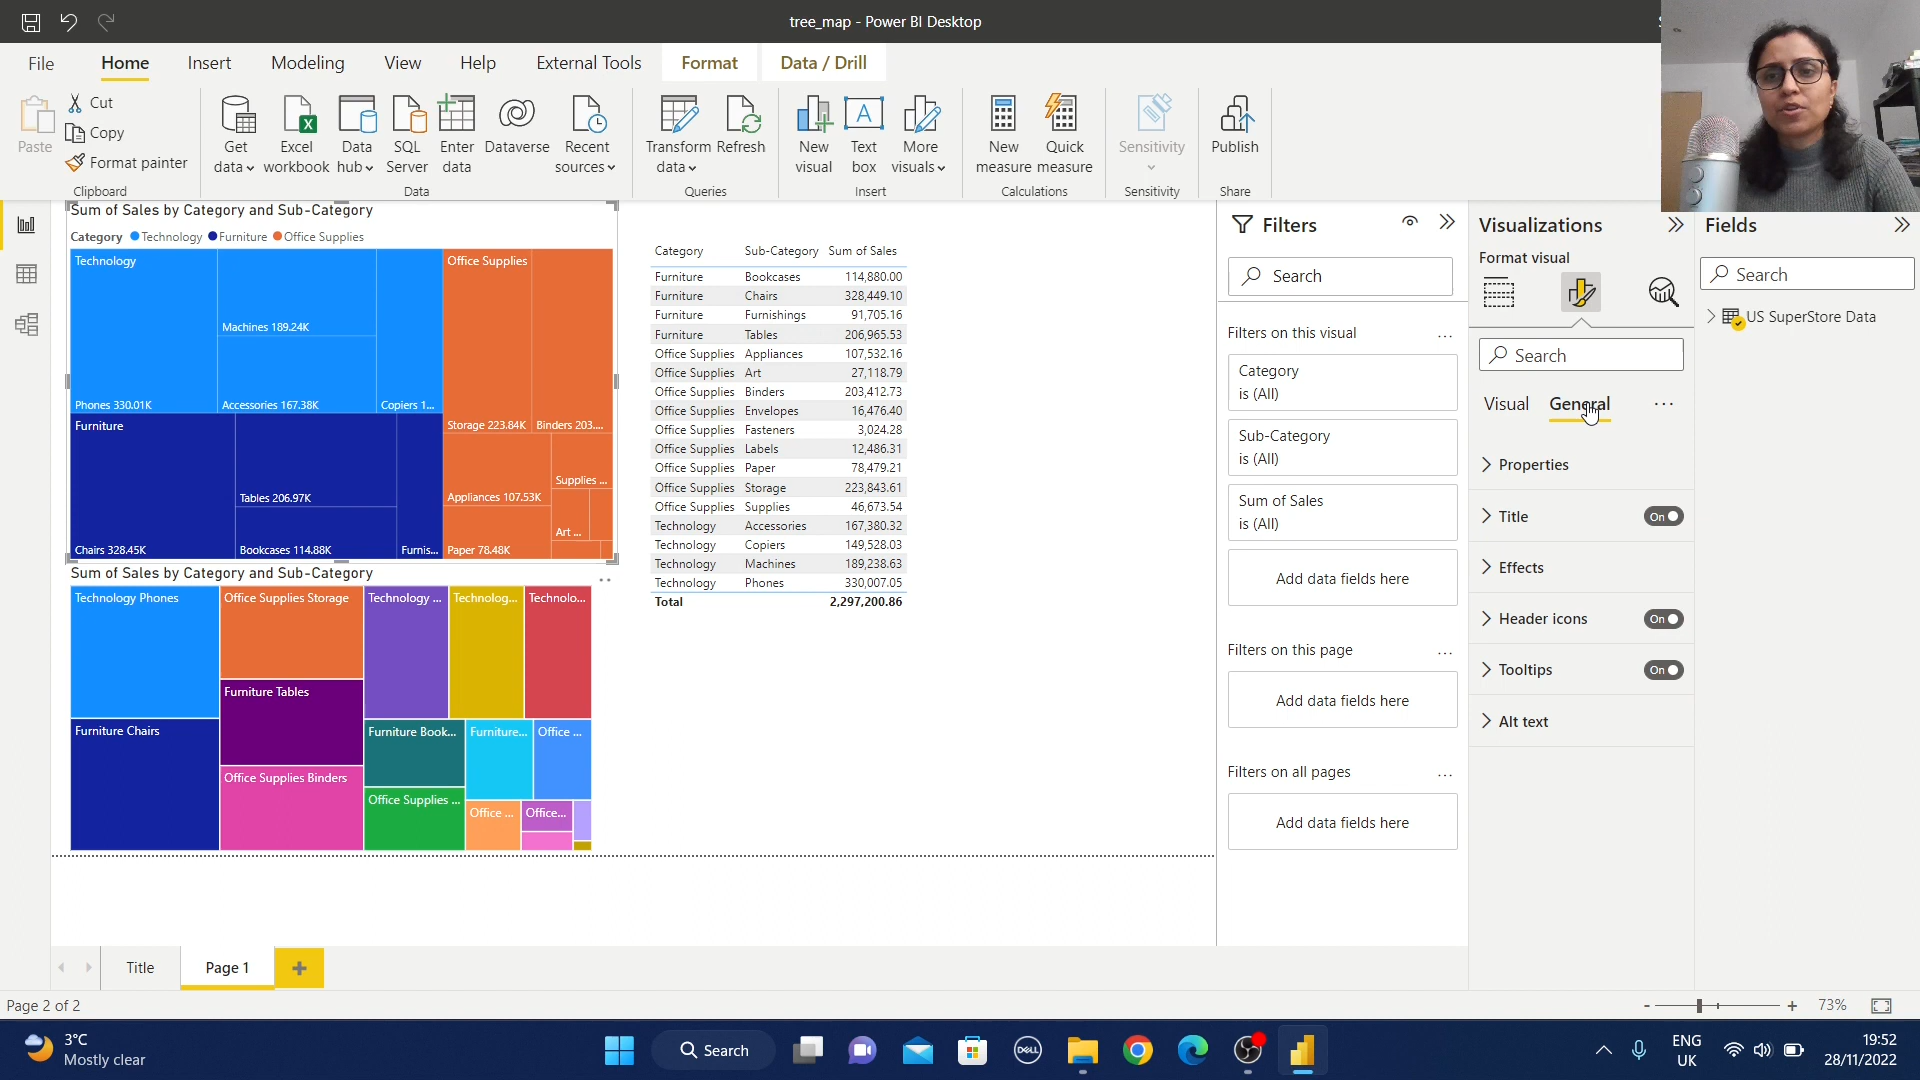 tree_map - Power BI Desktop
File
Home
Insert
Modeling
View
Help
External Tools
Format
Data / Drill
Paste
Cut
Copy
Format painter
Clipboard
Get data
Excel workbook
Data hub
SQL Server
Enter data
Dataverse
Recent sources
Data
Transform data
Refresh
Queries
New visual
Text box
More visuals
Insert
New measure
Quick measure
Calculations
Sensitivity
Sensitivity
Publish
Share
Sum of Sales by Category and Sub-Category
Category Technology Furniture Office Supplies
Technology
Phones 330.01K
Machines 189.24K
Accessories 167.38K
Copiers 1...
Office Supplies
Storage 223.84K
Binders 203....
Appliances 107.53K
Supplies ...
Art ...
Paper 78.48K
Furniture
Chairs 328.45K
Tables 206.97K
Bookcases 114.88K
Furnis...
Sum of Sales by Category and Sub-Category
Technology Phones
Office Supplies Storage
Technology ...
Technolog...
Technolo...
Furniture Tables
Furniture Chairs
Office Supplies Binders
Furniture Book...
Furniture...
Office ...
Office Supplies ...
Office ...
Office...
Category Sub-Category Sum of Sales
Furniture Bookcases 114,880.00
Furniture Chairs 328,449.10
Furniture Furnishings 91,705.16
Furniture Tables 206,965.53
Office Supplies Appliances 107,532.16
Office Supplies Art 27,118.79
Office Supplies Binders 203,412.73
Office Supplies Envelopes 16,476.40
Office Supplies Fasteners 3,024.28
Office Supplies Labels 12,486.31
Office Supplies Paper 78,479.21
Office Supplies Storage 223,843.61
Office Supplies Supplies 46,673.54
Technology Accessories 167,380.32
Technology Copiers 149,528.03
Technology Machines 189,238.63
Technology Phones 330,007.05
Total 2,297,200.86
Filters
Search
Filters on this visual ...
Category
is (All)
Sub-Category
is (All)
Sum of Sales
is (All)
Add data fields here
Filters on this page ...
Add data fields here
Filters on all pages ...
Add data fields here
Visualizations
Format visual
Search
Visual General ...
Properties
Title On
Effects
Header icons On
Tooltips On
Alt text
Fields
Search
US SuperStore Data
Title
Page 1
Page 2 of 2
- + 73%
3°C
Mostly clear
Search
DELL
ENG
UK
19:52
28/11/2022